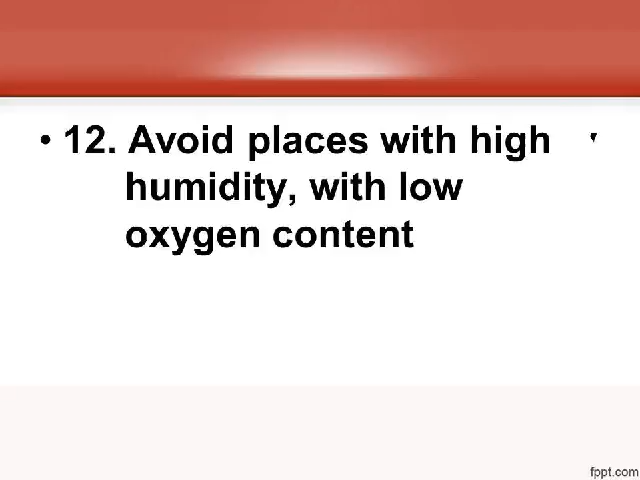 • 12. Avoid places with high
humidity, with low
oxygen content
fppt.com